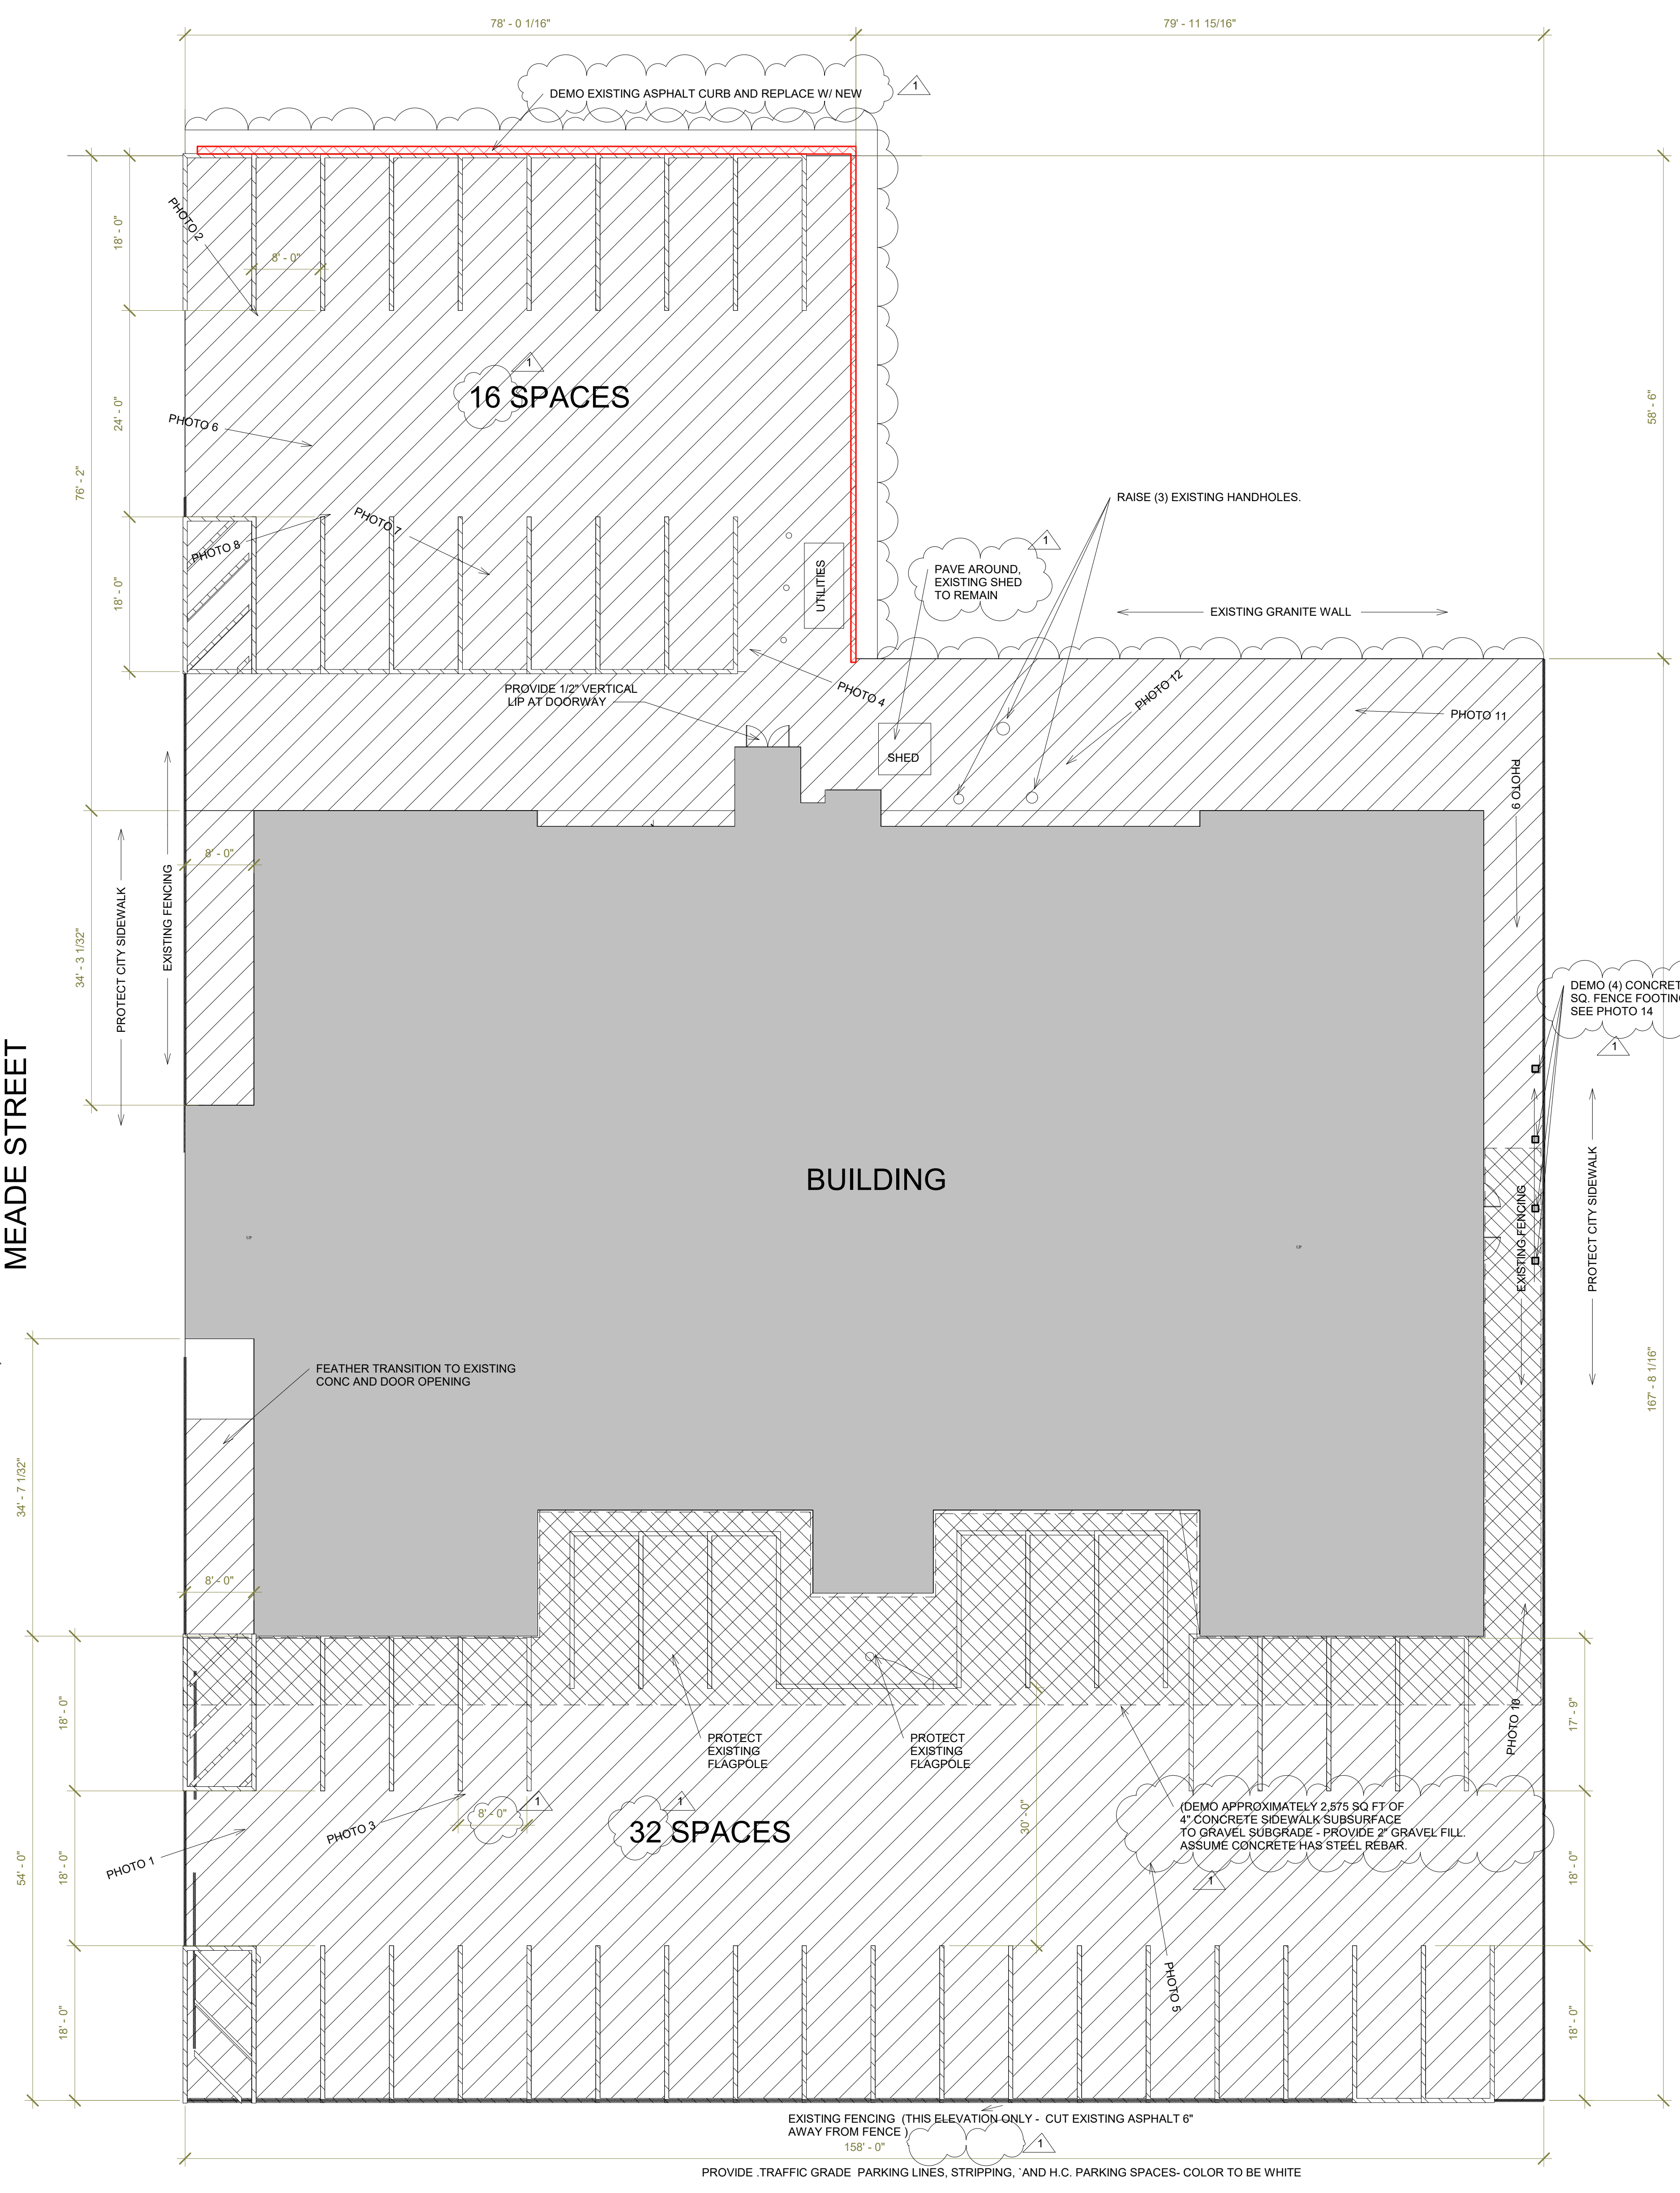 78' - 0 1/16"
79' - 11 15/16"
DEMO EXISTING ASPHALT CURB AND REPLACE W/ NEW
1
PHOTO 2
18' - 0"
8' - 0"
24' - 0"
76' - 2"
58' - 6"
1
16 SPACES
PHOTO 6
PHOTO 7
PHOTO 8
18' - 0"
UTILITIES
RAISE (3) EXISTING HANDHOLES.
1
PAVE AROUND,
EXISTING SHED
TO REMAIN
EXISTING GRANITE WALL
PROVIDE 1/2" VERTICAL
LIP AT DOORWAY
PHOTO 4
PHOTO 12
PHOTO 11
SHED
PHOTO 9
8' - 0"
EXISTING FENCING
PROTECT CITY SIDEWALK
34' - 3 1/32"
DEMO (4) CONCRET
SQ. FENCE FOOTIN
SEE PHOTO 14
1
MEADE STREET
BUILDING
UP
UP
EXISTING FENCING
PROTECT CITY SIDEWALK
167' - 8 1/16"
FEATHER TRANSITION TO EXISTING
CONC AND DOOR OPENING
34' - 7 1/32"
8' - 0"
18' - 0"
PROTECT
EXISTING
FLAGPOLE
PROTECT
EXISTING
FLAGPOLE
PHOTO 10
17' - 9"
1
8' - 0"
1
32 SPACES
PHOTO 3
PHOTO 1
30' - 0"
(DEMO APPROXIMATELY 2,575 SQ FT OF
4" CONCRETE SIDEWALK SUBSURFACE
TO GRAVEL SUBGRADE - PROVIDE 2" GRAVEL FILL.
ASSUME CONCRETE HAS STEEL REBAR.
1
54' - 0"
18' - 0"
18' - 0"
PHOTO 5
18' - 0"
18' - 0"
EXISTING FENCING (THIS ELEVATION ONLY - CUT EXISTING ASPHALT 6"
AWAY FROM FENCE )
1
158' - 0"
PROVIDE .TRAFFIC GRADE PARKING LINES, STRIPPING, `AND H.C. PARKING SPACES- COLOR TO BE WHITE